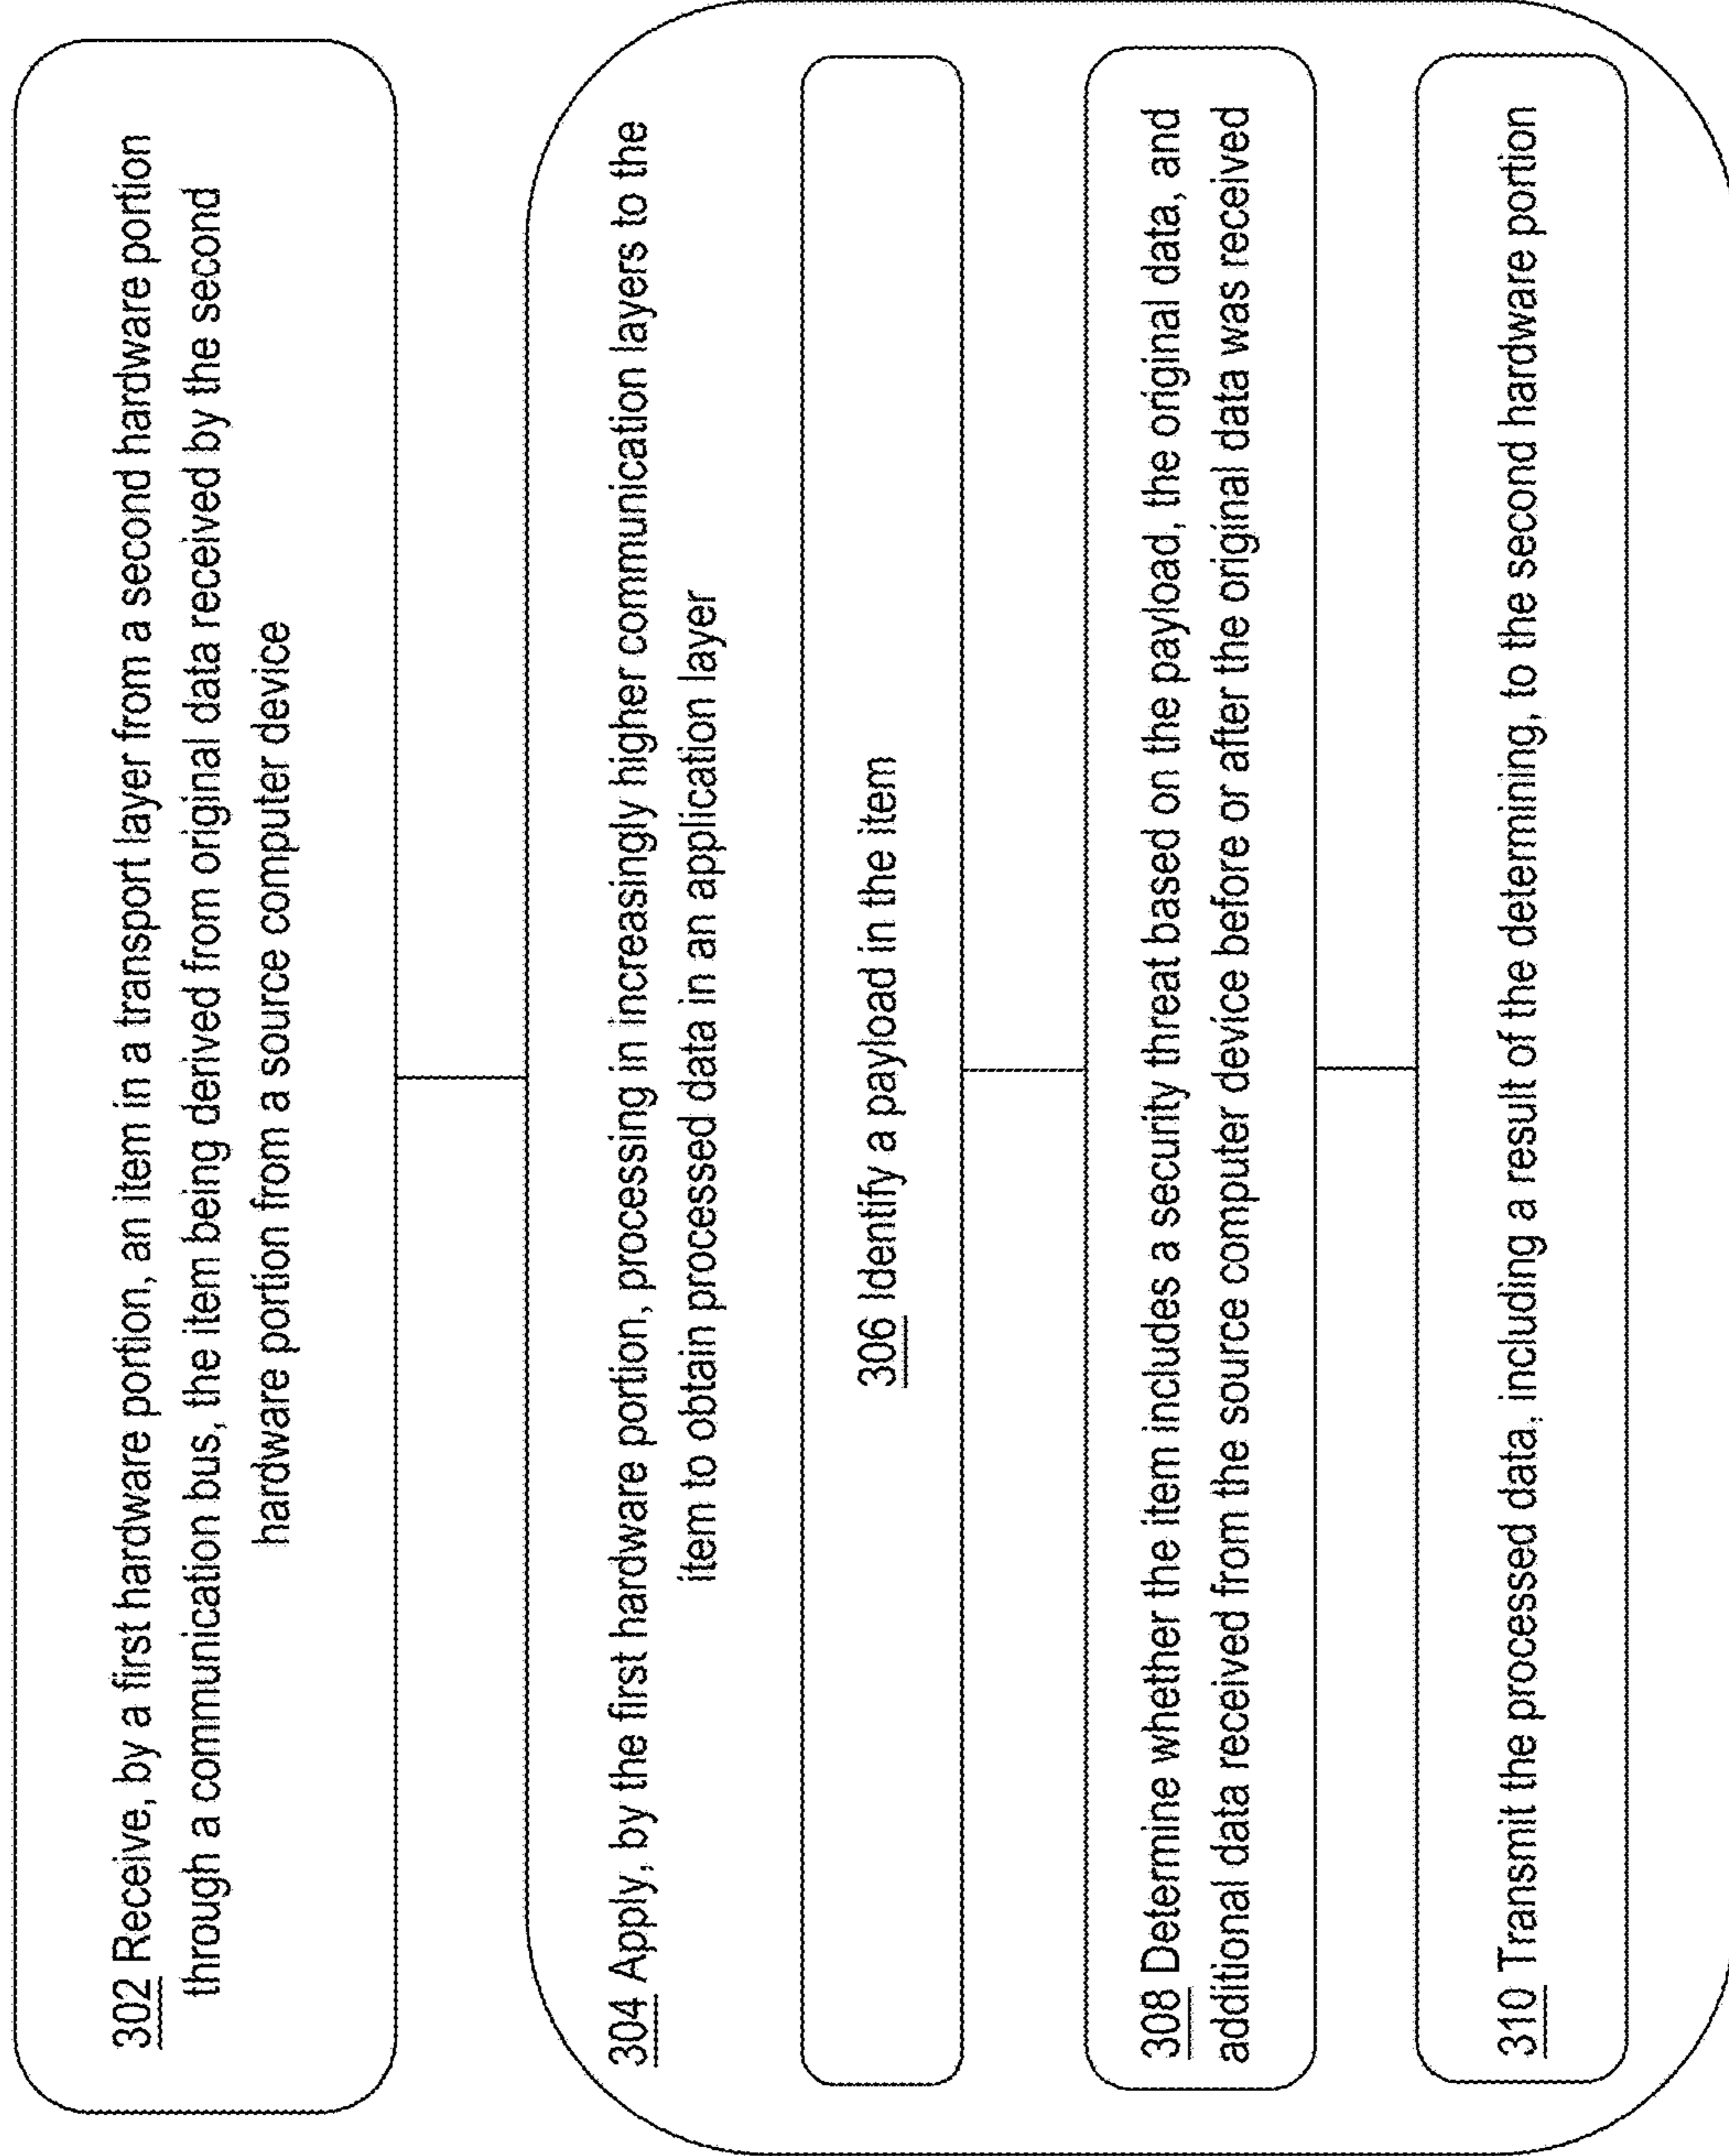 302 Receive, by a first hardware portion, an item in a transport layer from a second hardware portion
through a communication bus, the item being derived from original data received by the second
hardware portion from a source computer device
304 Apply, by the first hardware portion, processing in increasingly higher communication layers to the
item to obtain processed data in an application layer
306 Identify a payload in the item
308 Determine whether the item includes a security threat based on the payload, the original data, and
additional data received from the source computer device before or after the original data was received
310 Transmit the processed data, including a result of the determining, to the second hardware portion